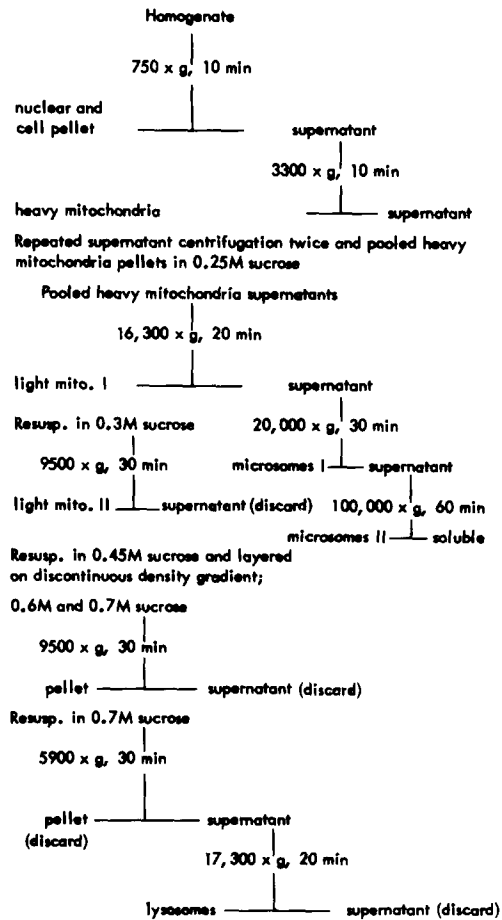 Homogenate
750 x g, 10 min
nuclear and
cell pellet
supernatant
3300 x g, 10 min
heavy mitochondria
supernatant
Repeated supernatant centrifugation twice and pooled heavy
mitochondria pellets in 0.25M sucrose
Pooled heavy mitochondria supernatants
16,300 x g, 20 min
light mito. I
supernatant
Resusp. in 0.3M sucrose
20,000 x g, 30 min
9500 x g, 30 min
microsomes I
supernatant
light mito. II
supernatant (discard)
100,000 x g, 60 min
microsomes II
soluble
Resusp. in 0.45M sucrose and layered
on discontinuous density gradient;
0.6M and 0.7M sucrose
9500 x g, 30 min
pellet
supernatant (discard)
Resusp. in 0.7M sucrose
5900 x g, 30 min
pellet
(discard)
supernatant
17,300 x g, 20 min
lysosomes
supernatant (discard)